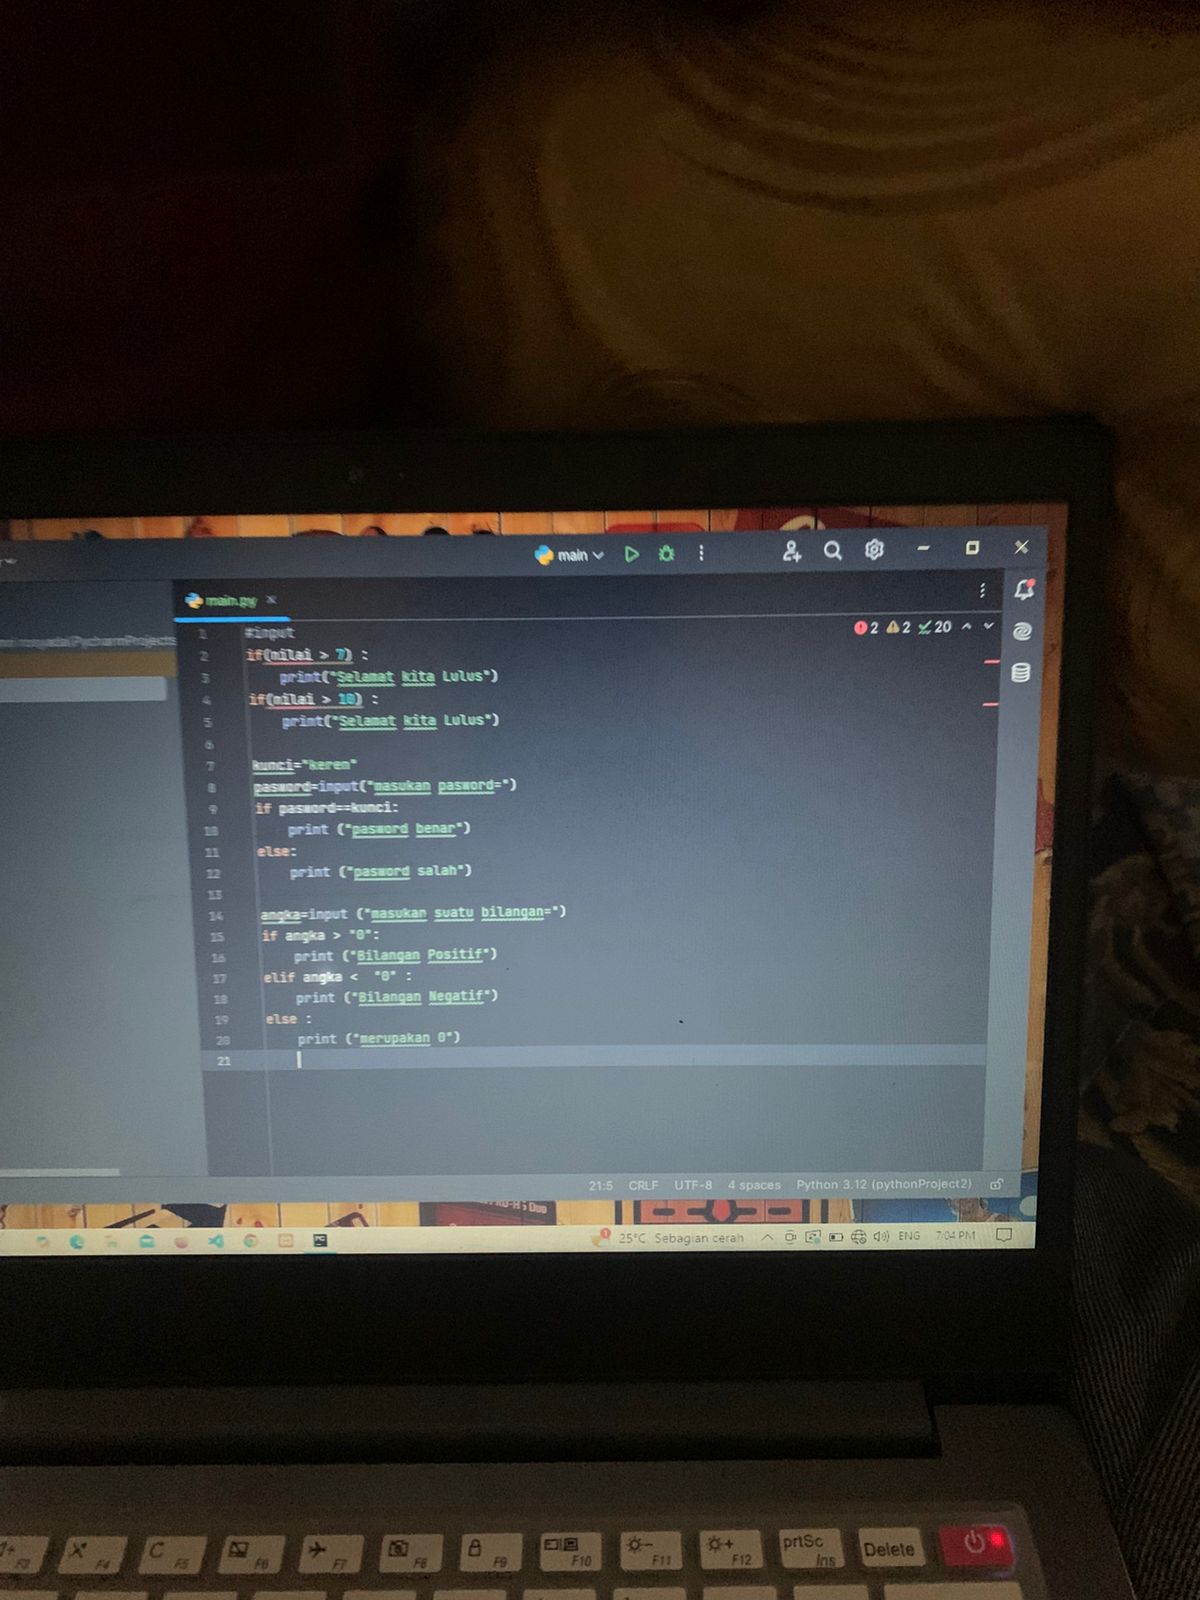 main
main.py
2 2 20
PycharmProjects
1 #input
2 if(nilai > 7) :
3 print("Selamat kita Lulus")
4 if(nilai > 10) :
5 print("Selamat kita Lulus")
6
7 kunci="keren"
8 pasword=input("masukan pasword=")
9 if pasword==kunci:
10 print ("pasword benar")
11 else:
12 print ("pasword salah")
13
14 angka=input ("masukan suatu bilangan=")
15 if angka > "0":
16 print ("Bilangan Positif")
17 elif angka < "0" :
18 print ("Bilangan Negatif")
19 else :
20 print ("merupakan 0")
21
21:5 CRLF UTF-8 4 spaces Python 3.12 (pythonProject2)
1 25°C Sebagian cerah ENG 7:04 PM
F3 F4 C F5 F6 F7 F8 F9 F10 F11 F12 prtSc Ins Delete